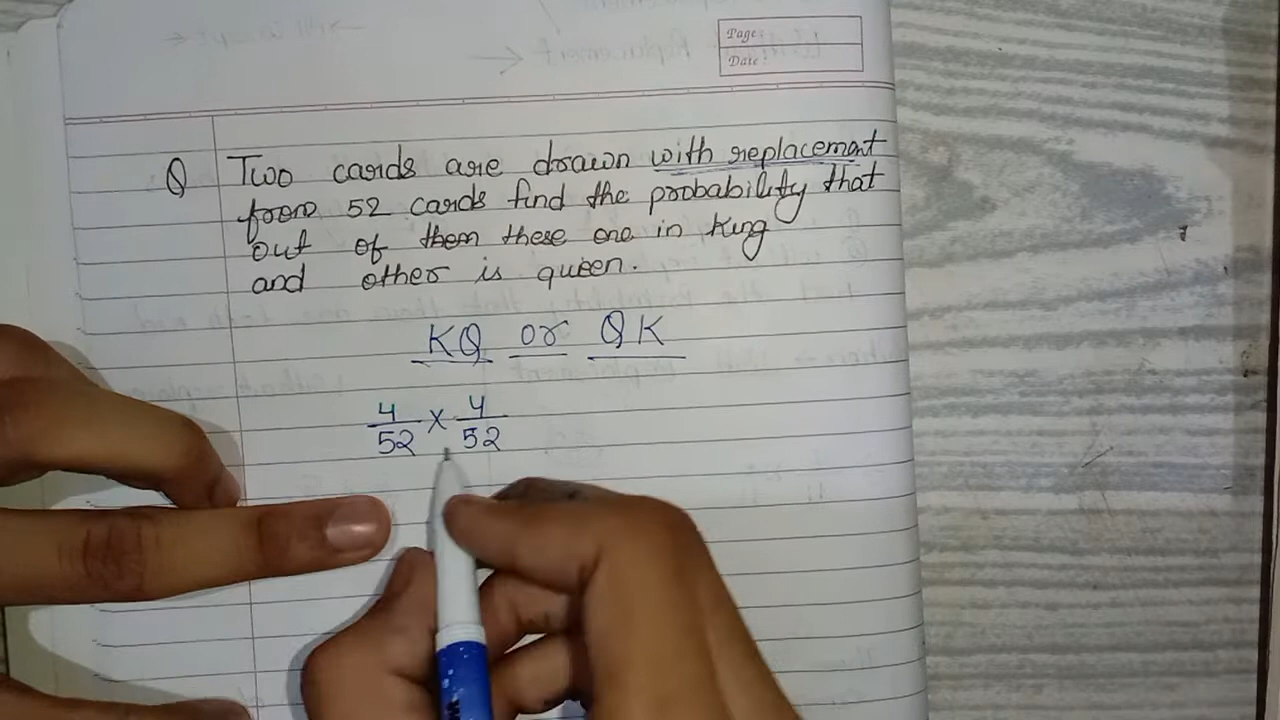 Page:
Date:
Q Two cards are drawn with replacement
from 52 cards find the probability that
out of them these one in King
and other is queen.
KQ or QK
4/52 × 4/52